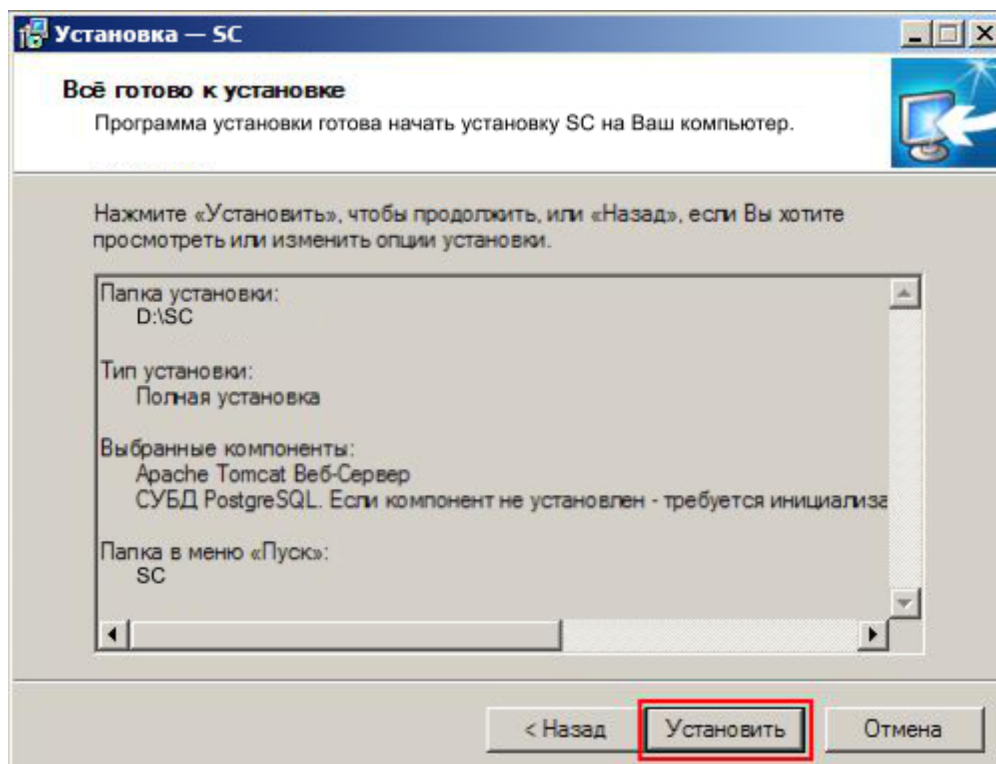 Установка — SC
Всё готово к установке
Программа установки готова начать установку SC на Ваш компьютер.
Нажмите «Установить», чтобы продолжить, или «Назад», если Вы хотите
просмотреть или изменить опции установки.
Папка установки:
D:\SC
Тип установки:
Полная установка
Выбранные компоненты:
Apache Tomcat Веб-Сервер
СУБД PostgreSQL. Если компонент не установлен - требуется инициализа
Папка в меню «Пуск»:
SC
< Назад
Установить
Отмена